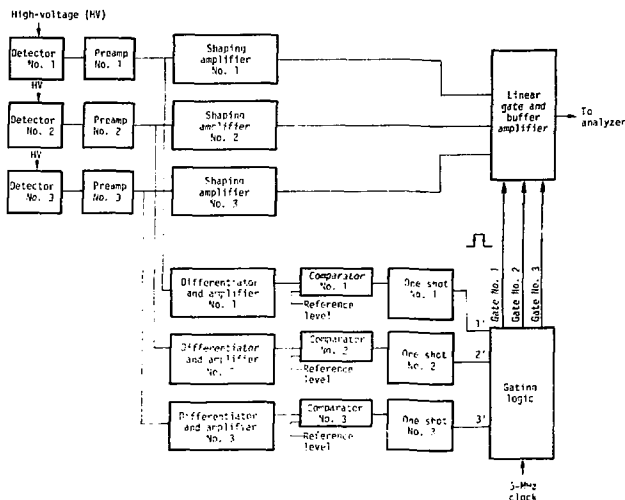 High-voltage (HV)
Detector
No. 1
Preamp
No. 1
Shaping
amplifier
No. 1
HV
Detector
No. 2
Preamp
No. 2
Shaping
amplifier
No. 2
HV
Detector
No. 3
Preamp
No. 3
Shaping
amplifier
No. 3
Linear
gate and
buffer
amplifier
To
analyzer
Gate No. 1
Gate No. 2
Gate No. 3
Differentiator
and amplifier
No. 1
Comparator
No. 1
Reference
level
One shot
No. 1
1'
Differentiator
and amplifier
Comparator
No. 2
Reference
level
One shot
No. 2
2'
Differentiator
and amplifier
No. 3
Comparator
No. 3
Reference
level
One shot
No. 3
3'
Gating
logic
clock